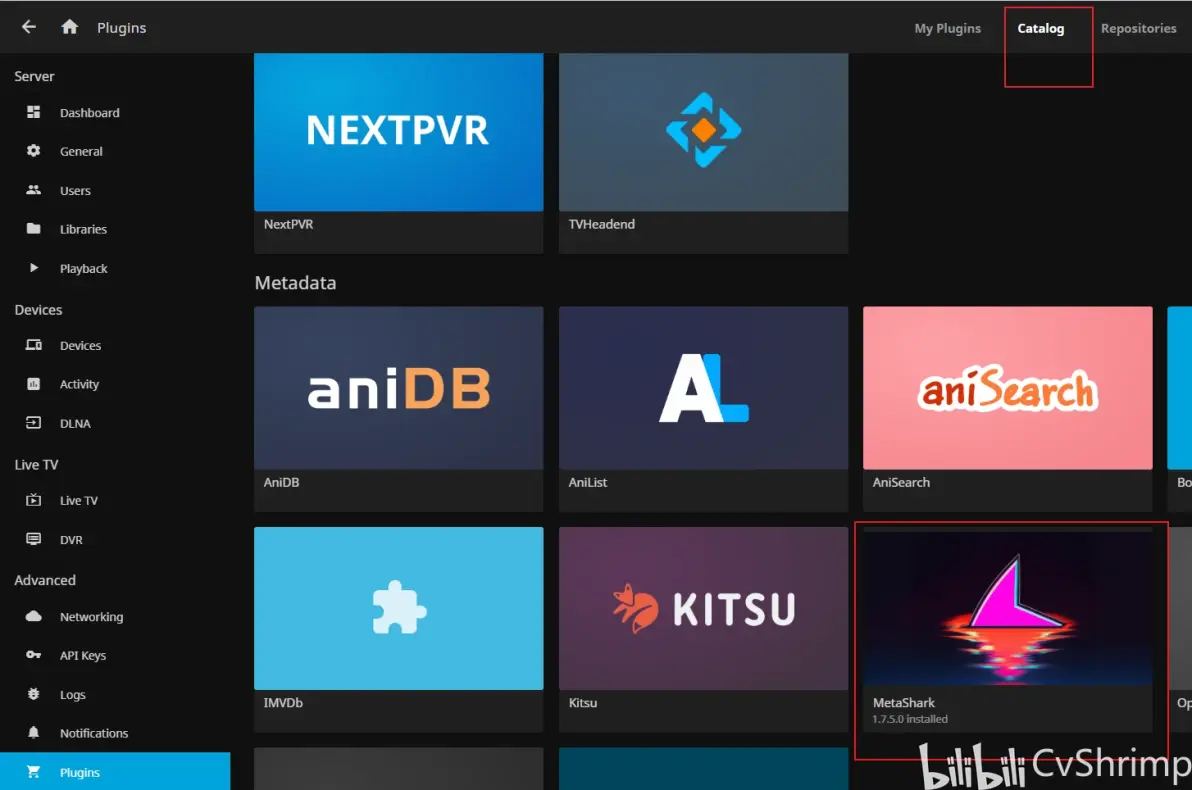 Plugins
My Plugins
Catalog
Repositories
Server
Dashboard
General
Users
Libraries
Playback
Devices
Devices
Activity
DLNA
Live TV
Live TV
DVR
Advanced
Networking
API Keys
Logs
Notifications
Plugins
NEXTPVR
NextPVR
TVHeadend
Metadata
aniDB
AniDB
AL
AniList
aniSearch
AniSearch
Bo
IMVDb
KITSU
Kitsu
MetaShark
1.7.5.0 installed
Op
bilibili CvShrimp